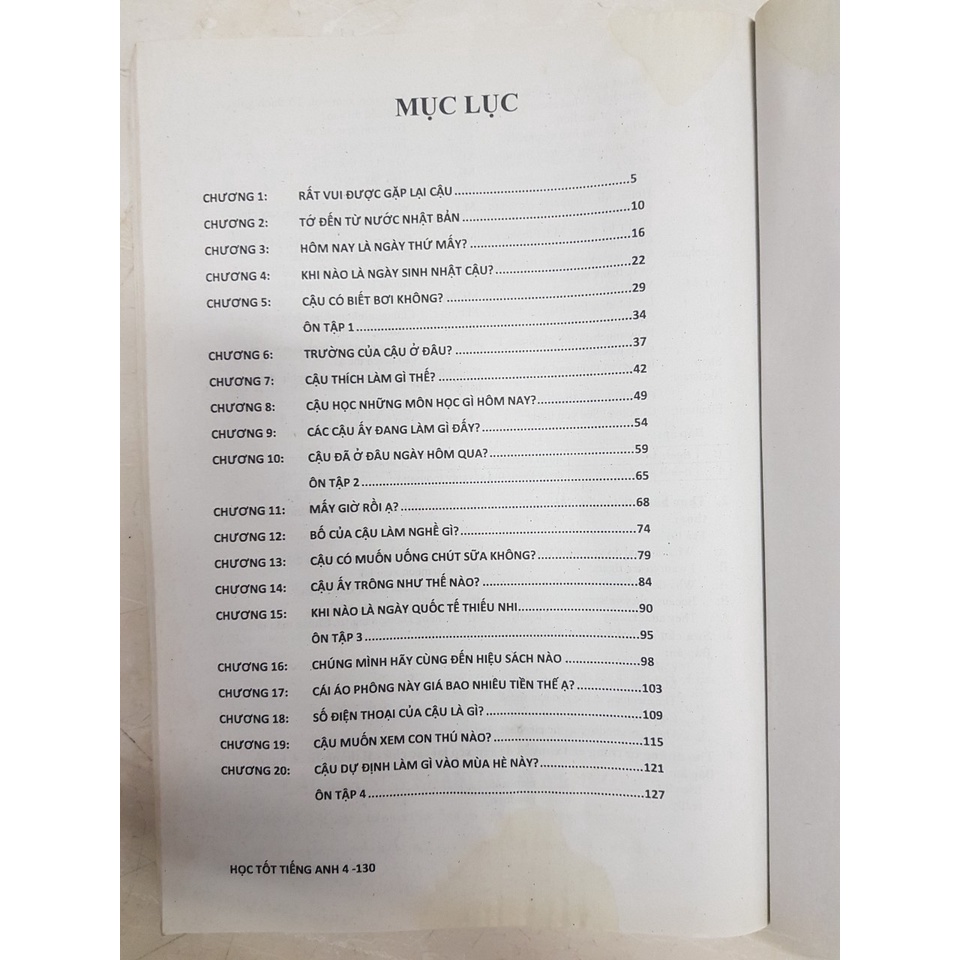 MỤC LỤC
CHƯƠNG 1: RẤT VUI ĐƯỢC GẶP LẠI CẬU ........ 5
CHƯƠNG 2: TỚ ĐẾN TỪ NƯỚC NHẬT BẢN ........ 10
CHƯƠNG 3: HÔM NAY LÀ NGÀY THỨ MẤY? ........ 16
CHƯƠNG 4: KHI NÀO LÀ NGÀY SINH NHẬT CẬU? ........ 22
CHƯƠNG 5: CẬU CÓ BIẾT BƠI KHÔNG? ........ 29
ÔN TẬP 1 ........ 34
CHƯƠNG 6: TRƯỜNG CỦA CẬU Ở ĐÂU? ........ 37
CHƯƠNG 7: CẬU THÍCH LÀM GÌ THẾ? ........ 42
CHƯƠNG 8: CẬU HỌC NHỮNG MÔN HỌC GÌ HÔM NAY? ........ 49
CHƯƠNG 9: CÁC CẬU ẤY ĐANG LÀM GÌ ĐẤY? ........ 54
CHƯƠNG 10: CẬU ĐÃ Ở ĐÂU NGÀY HÔM QUA? ........ 59
ÔN TẬP 2 ........ 65
CHƯƠNG 11: MẤY GIỜ RỒI Ạ? ........ 68
CHƯƠNG 12: BỐ CỦA CẬU LÀM NGHỀ GÌ? ........ 74
CHƯƠNG 13: CẬU CÓ MUỐN UỐNG CHÚT SỮA KHÔNG? ........ 79
CHƯƠNG 14: CẬU ẤY TRÔNG NHƯ THẾ NÀO? ........ 84
CHƯƠNG 15: KHI NÀO LÀ NGÀY QUỐC TẾ THIẾU NHI ........ 90
ÔN TẬP 3 ........ 95
CHƯƠNG 16: CHÚNG MÌNH HÃY CÙNG ĐẾN HIỆU SÁCH NÀO ........ 98
CHƯƠNG 17: CÁI ÁO PHÔNG NÀY GIÁ BAO NHIÊU TIỀN THẾ Ạ? ........ 103
CHƯƠNG 18: SỐ ĐIỆN THOẠI CỦA CẬU LÀ GÌ? ........ 109
CHƯƠNG 19: CẬU MUỐN XEM CON THÚ NÀO? ........ 115
CHƯƠNG 20: CẬU DỰ ĐỊNH LÀM GÌ VÀO MÙA HÈ NÀY? ........ 121
ÔN TẬP 4 ........ 127
HỌC TỐT TIẾNG ANH 4 -130